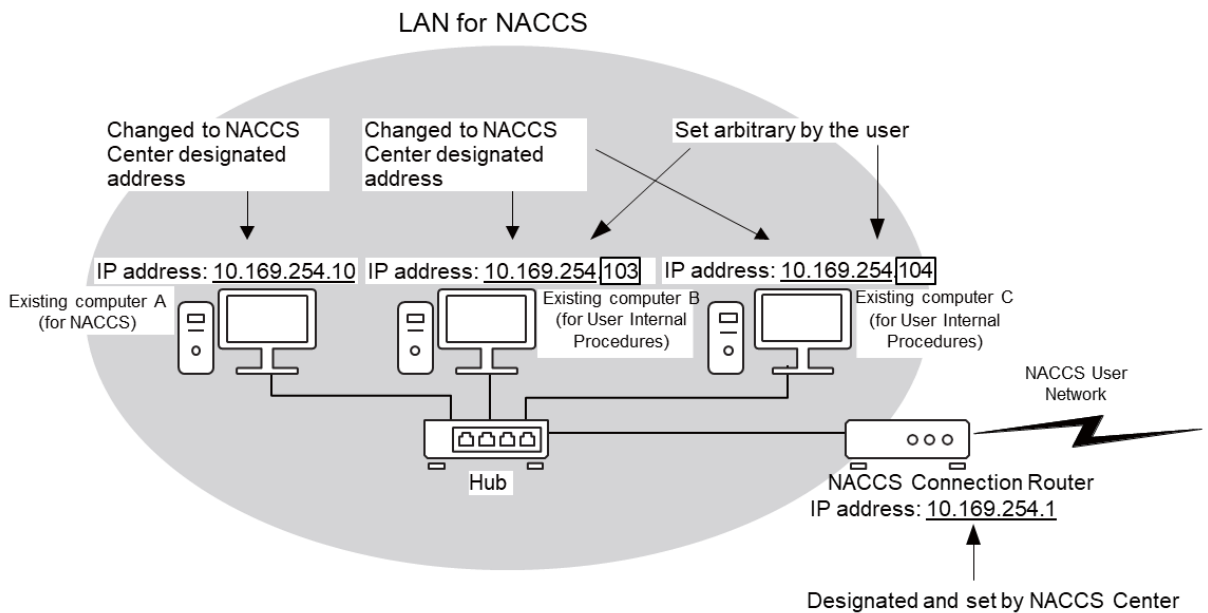 LAN for NACCS
Changed to NACCS
Center designated
address
Changed to NACCS
Center designated
address
Set arbitrary by the user
IP address: 10.169.254.10
IP address: 10.169.254.103
IP address: 10.169.254.104
Existing computer A
(for NACCS)
Existing computer B
(for User Internal
Procedures)
Existing computer C
(for User Internal
Procedures)
NACCS User
Network
Hub
NACCS Connection Router
IP address: 10.169.254.1
Designated and set by NACCS Center